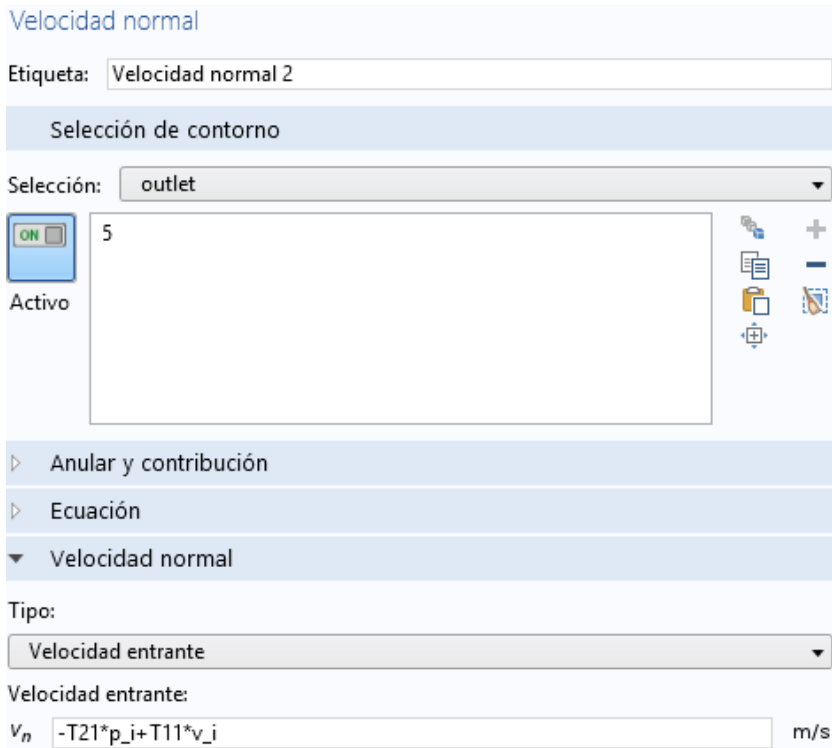 Velocidad normal
Etiqueta: Velocidad normal 2
Selección de contorno
Selección: outlet
ON 5
Activo
Anular y contribución
Ecuación
Velocidad normal
Tipo:
Velocidad entrante
Velocidad entrante:
vn -T21*p_i+T11*v_i m/s